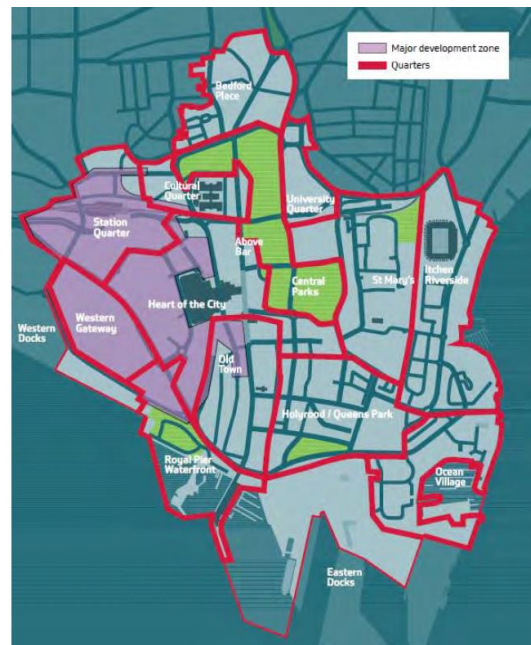 Major development zone
Quarters
Bedford
Place
Cultural
Quarter
University
Quarter
Station
Quarter
Above
Bar
Central
Parks
St Mary's
Itchen
Riverside
Heart of the City
Western
Gateway
Western
Docks
Old
Town
Holyrood / Queens Park
Royal Pier
Waterfront
Ocean
Village
Eastern
Docks